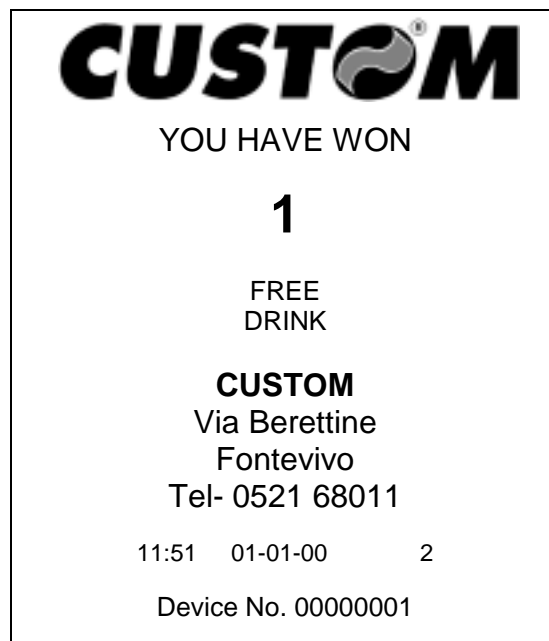 CUSTOM®
YOU HAVE WON
1
FREE
DRINK
CUSTOM
Via Berettine
Fontevivo
Tel- 0521 68011
11:51 01-01-00 2
Device No. 00000001